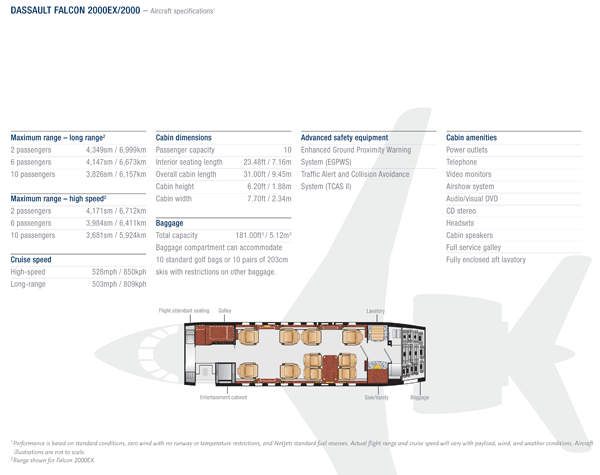 DASSAULT FALCON 2000EX/2000 – Aircraft specifications¹
Maximum range – long range²
2 passengers 4,349sm / 6,999km
6 passengers 4,147sm / 6,673km
10 passengers 3,826sm / 6,157km
Maximum range – high speed²
2 passengers 4,171sm / 6,712km
6 passengers 3,984sm / 6,411km
10 passengers 3,681sm / 5,924km
Cruise speed
High-speed 528mph / 850kph
Long-range 503mph / 809kph
Cabin dimensions
Passenger capacity 10
Interior seating length 23.48ft / 7.16m
Overall cabin length 31.00ft / 9.45m
Cabin height 6.20ft / 1.88m
Cabin width 7.70ft / 2.34m
Baggage
Total capacity 181.00ft³ / 5.12m³
Baggage compartment can accommodate
10 standard golf bags or 10 pairs of 203cm
skis with restrictions on other baggage.
Advanced safety equipment
Enhanced Ground Proximity Warning
System (EGPWS)
Traffic Alert and Collision Avoidance
System (TCAS II)
Cabin amenities
Power outlets
Telephone
Video monitors
Airshow system
Audio/visual DVD
CD stereo
Headsets
Cabin speakers
Full service galley
Fully enclosed aft lavatory
Flight attendant seating Galley Lavatory
Entertainment cabinet Sink/Vanity Baggage
¹Performance is based on standard conditions, zero wind with no runway or temperature restrictions, and NetJets standard fuel reserves. Actual flight range and cruise speed will vary with payload, wind, and weather conditions. Aircraft
illustrations are not to scale.
²Range shown for Falcon 2000EX.